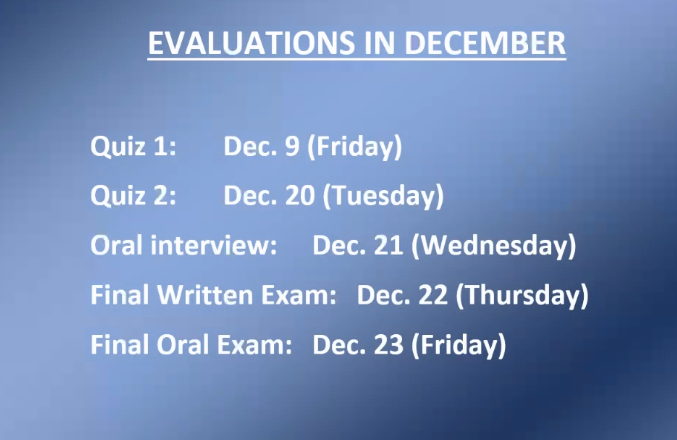 EVALUATIONS IN DECEMBER
Quiz 1: Dec. 9 (Friday)
Quiz 2: Dec. 20 (Tuesday)
Oral interview: Dec. 21 (Wednesday)
Final Written Exam: Dec. 22 (Thursday)
Final Oral Exam: Dec. 23 (Friday)